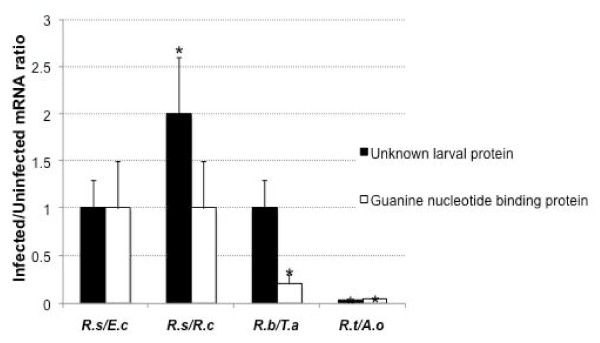 Infected/Uninfected mRNA ratio
3
2.5
2
1.5
1
0.5
0
*
*
*
*
R.s/E.c
R.s/R.c
R.b/T.a
R.t/A.o
Unknown larval protein
Guanine nucleotide binding protein